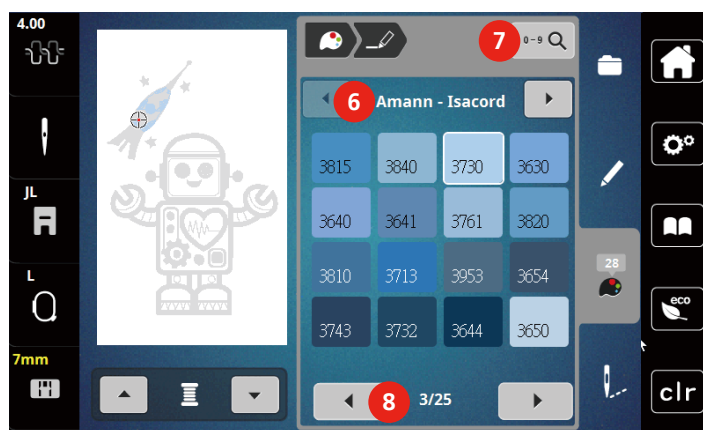 4.00
JL
L
7mm
7 0-9
6 Amann - Isacord
3815 3840 3730 3630
3640 3641 3761 3820
3810 3713 3953 3654
3743 3732 3644 3650
8 3/25
28
eco
clr